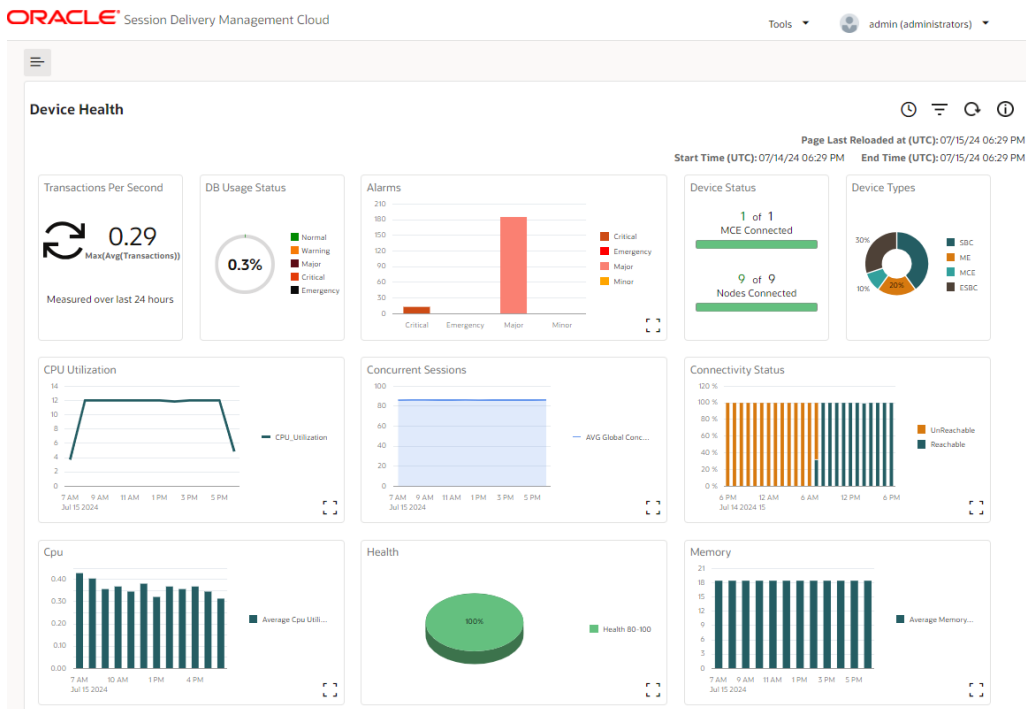 ORACLE® Session Delivery Management Cloud
Tools
admin (administrators)
Device Health
Page Last Reloaded at (UTC): 07/15/24 06:29 PM
Start Time (UTC): 07/14/24 06:29 PM End Time (UTC): 07/15/24 06:29 PM
Transactions Per Second
0.29
Max(Avg(Transactions))
Measured over last 24 hours
DB Usage Status
0.3%
Normal
Warning
Major
Critical
Emergency
Alarms
210
180
150
120
90
60
30
0
Critical Emergency Major Minor
Critical
Emergency
Major
Minor
Device Status
1 of 1
MCE Connected
9 of 9
Nodes Connected
Device Types
30%
10%
20%
SBC
ME
MCE
ESBC
CPU Utilization
14
12
10
8
6
4
2
0
7 AM 9 AM 11 AM 1 PM 3 PM 5 PM
Jul 15 2024
CPU_Utilization
Concurrent Sessions
100
80
60
40
20
0
7 AM 9 AM 11 AM 1 PM 3 PM 5 PM
Jul 15 2024
AVG Global Conc...
Connectivity Status
120 %
100 %
80 %
60 %
40 %
20 %
0 %
6 PM 12 AM 6 AM 12 PM 6 PM
Jul 14 2024 15
UnReachable
Reachable
Cpu
0.40
0.30
0.20
0.10
0.00
7 AM 10 AM 1 PM 4 PM
Jul 15 2024
Average Cpu Utili...
Health
100%
Health 80-100
Memory
21
18
15
12
9
6
3
0
7 AM 9 AM 11 AM 1 PM 3 PM 5 PM
Jul 15 2024
Average Memory...